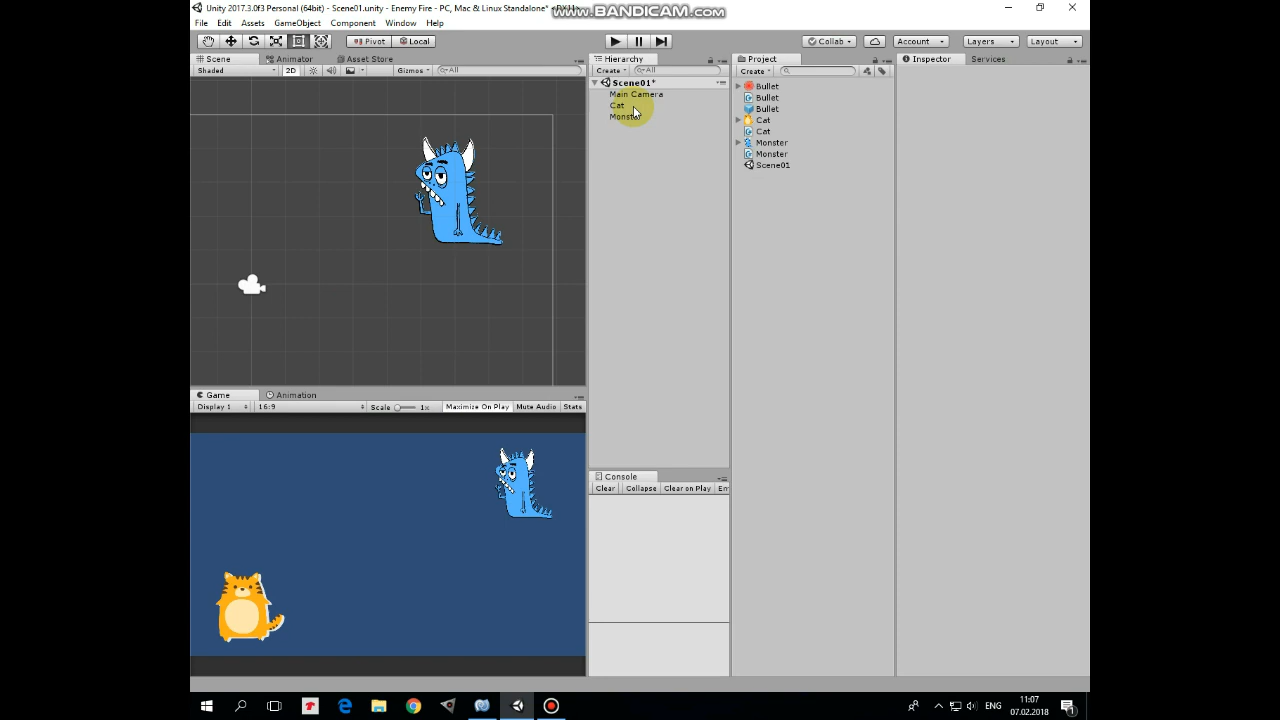 Unity 2017.3.0f3 Personal (64bit) - Scene01.unity - Enemy Fire - PC, Mac & Linux Standalone*
www.BANDICAM.com
File Edit Assets GameObject Component Window Help
Pivot Local Collab Account Layers Layout
Scene Animator Asset Store
Shaded 2D Gizmos All
Hierarchy
Create All
Scene01*
Main Camera
Cat
Monster
Project
Create
Bullet
Bullet
Bullet
Cat
Cat
Monster
Monster
Scene01
Inspector Services
Game Animation
Display 1 16:9 Scale 1x Maximize On Play Mute Audio Stats
Console
Clear Collapse Clear on Play
ENG
11:07
07.02.2018